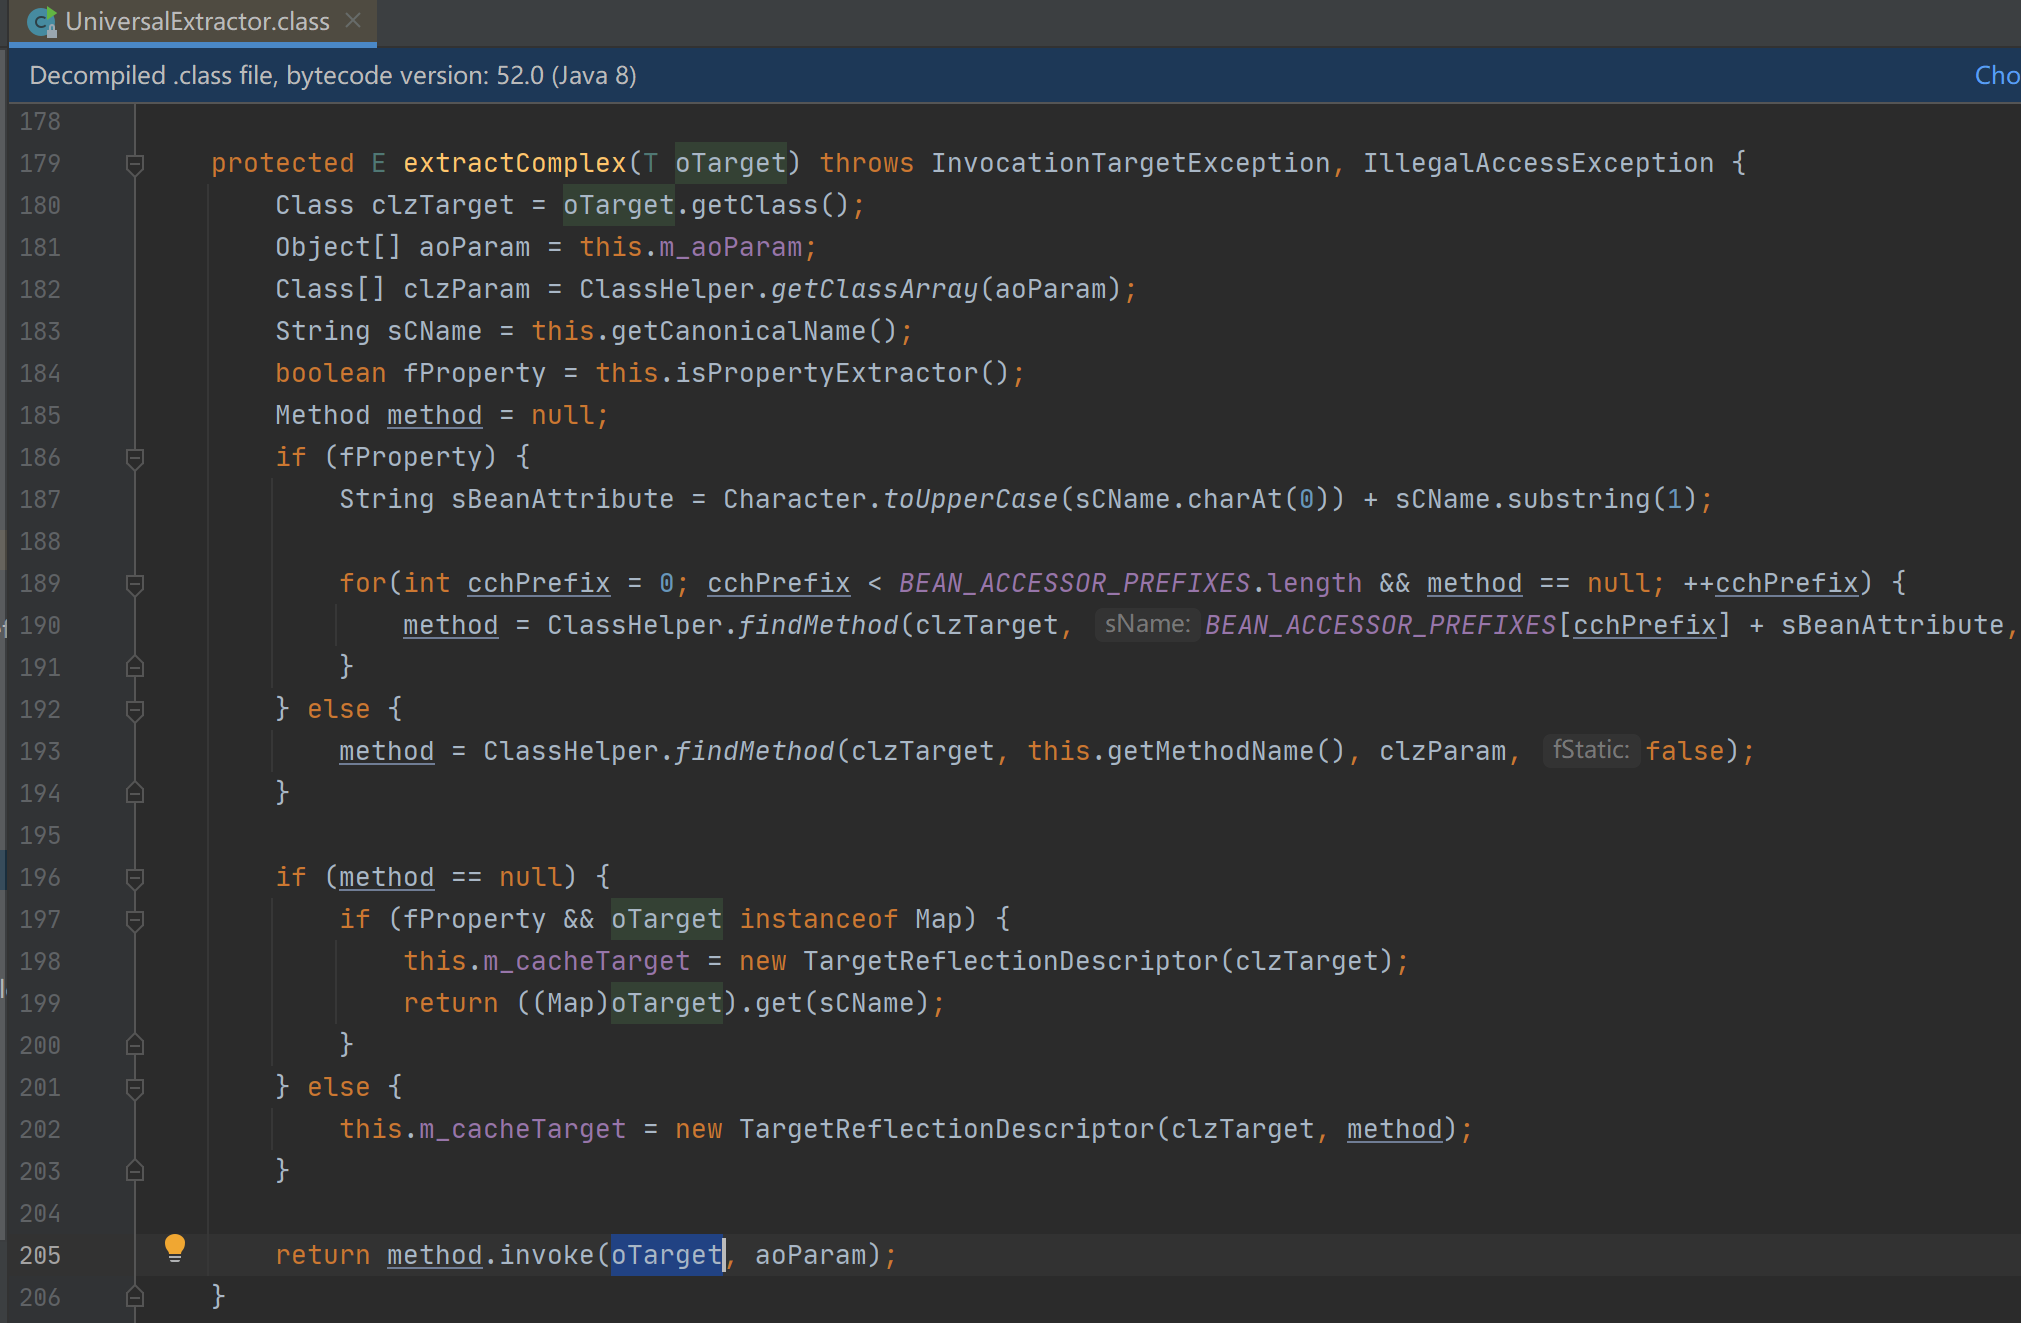 UniversalExtractor.class
Decompiled .class file, bytecode version: 52.0 (Java 8) Cho
178
179 protected E extractComplex(T oTarget) throws InvocationTargetException, IllegalAccessException {
180 Class clzTarget = oTarget.getClass();
181 Object[] aoParam = this.m_aoParam;
182 Class[] clzParam = ClassHelper.getClassArray(aoParam);
183 String sCName = this.getCanonicalName();
184 boolean fProperty = this.isPropertyExtractor();
185 Method method = null;
186 if (fProperty) {
187 String sBeanAttribute = Character.toUpperCase(sCName.charAt(0)) + sCName.substring(1);
188
189 for(int cchPrefix = 0; cchPrefix < BEAN_ACCESSOR_PREFIXES.length && method == null; ++cchPrefix) {
190 method = ClassHelper.findMethod(clzTarget, sName: BEAN_ACCESSOR_PREFIXES[cchPrefix] + sBeanAttribute,
191 }
192 } else {
193 method = ClassHelper.findMethod(clzTarget, this.getMethodName(), clzParam, fStatic: false);
194 }
195
196 if (method == null) {
197 if (fProperty && oTarget instanceof Map) {
198 this.m_cacheTarget = new TargetReflectionDescriptor(clzTarget);
199 return ((Map)oTarget).get(sCName);
200 }
201 } else {
202 this.m_cacheTarget = new TargetReflectionDescriptor(clzTarget, method);
203 }
204
205 return method.invoke(oTarget, aoParam);
206 }